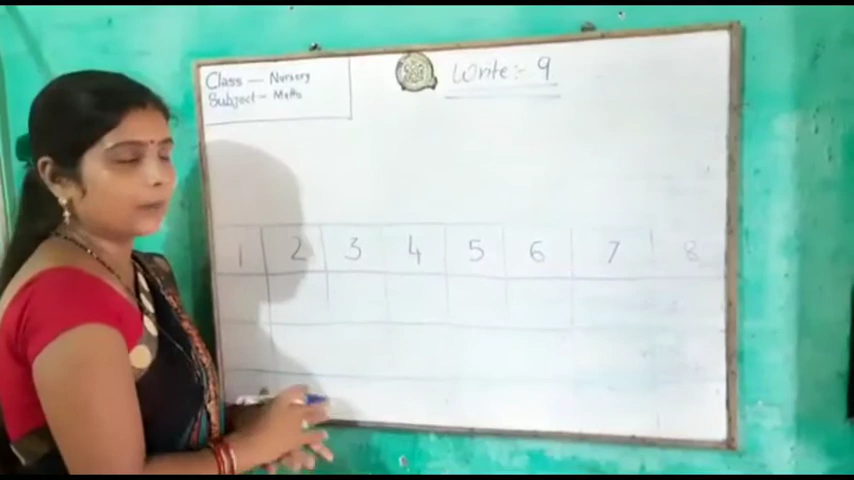 Class — Nursery
Subject — Maths
Write :- 9
1 2 3 4 5 6 7 8